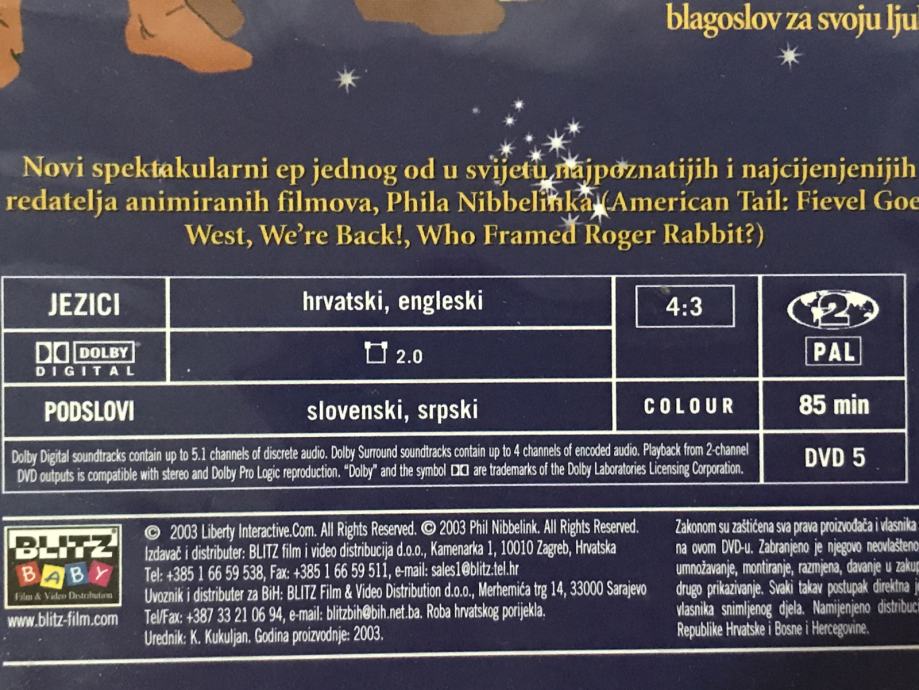 blagoslov za svoju
Novi spektakularni ep jednog od u svijetu najpoznatijih i najcijenjenijih
redatelja animiranih filmova, Phila Nibbelinka (American Tail: Fievel Goe
West, We're Back!, Who Framed Roger Rabbit?)
JEZICI
hrvatski, engleski
4:3
2
DOLBY
DIGITAL
2.0
PAL
PODSLOVI
slovenski, srpski
COLOUR
85 min
Dolby Digital soundtracks contain up to 5.1 channels of discrete audio. Dolby Surround soundtracks contain up to 4 channels of encoded audio. Playback from 2-channel
DVD outputs is compatible with stereo and Dolby Pro Logic reproduction. "Dolby" and the symbol DD are trademarks of the Dolby Laboratories Licensing Corporation.
DVD 5
BLITZ
BABY
Film & Video Distribution
www.blitz-film.com
© 2003 Liberty Interactive.Com. All Rights Reserved. © 2003 Phil Nibbelink. All Rights Reserved.
Izdavač i distributer: BLITZ film i video distribucija d.o.o., Kamenarka 1, 10010 Zagreb, Hrvatska
Tel: +385 1 66 59 538, Fax: +385 1 66 59 511, e-mail: sales1@blitz.tel.hr
Uvoznik i distributer za BiH: BLITZ Film & Video Distribution d.o.o., Merhemića trg 14, 33000 Sarajevo
Tel/Fax: +387 33 21 06 94, e-mail: blitzbih@bih.net.ba. Roba hrvatskog porijekla.
Urednik: K. Kukuljan. Godina proizvodnje: 2003.
Zakonom su zaštićena sva prava proizvođača i vlasnika
na ovom DVD-u. Zabranjeno je njegovo neovlašteno
umnožavanje, montiranje, razmjena, davanje u zakup
drugo prikazivanje. Svaki takav postupak direktna
vlasnika snimljenog djela. Namijenjeno
Republike Hrvatske i Bosne i Hercegovine.